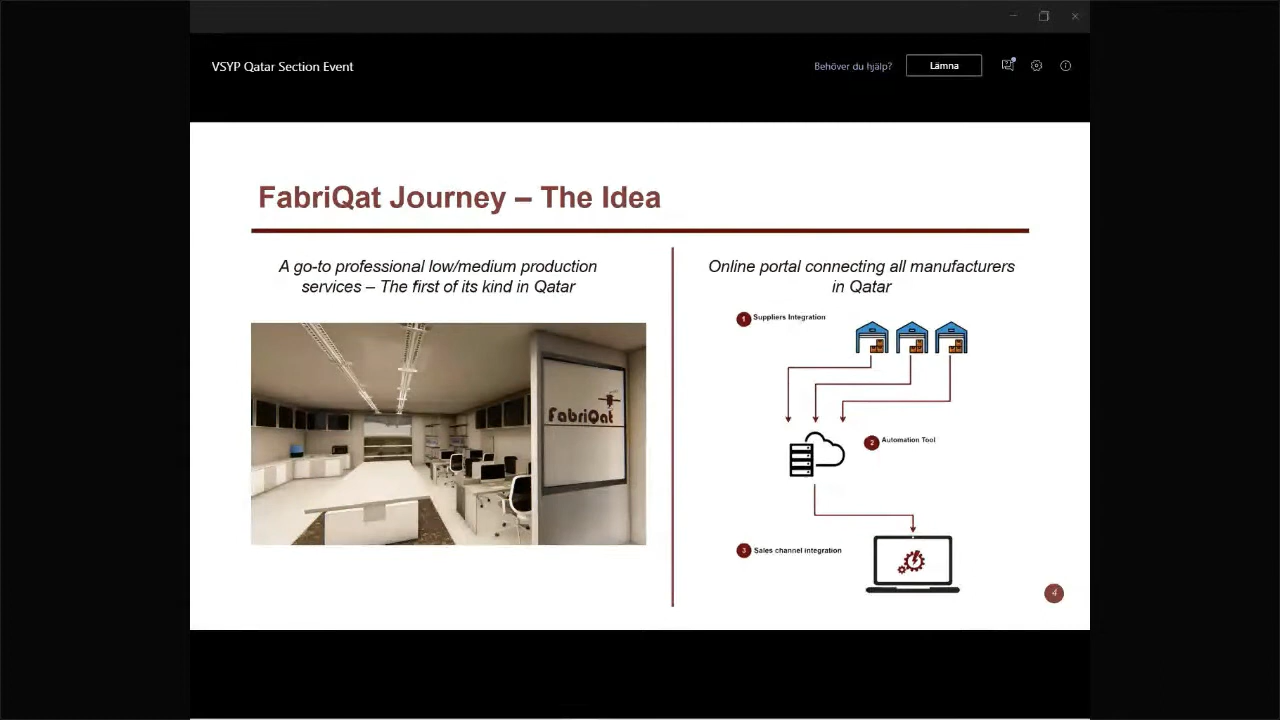 VSYP Qatar Section Event
Behöver du hjälp?
Lämna
FabriQat Journey – The Idea
A go-to professional low/medium production
services – The first of its kind in Qatar
FabriQat
Online portal connecting all manufacturers
in Qatar
1 Suppliers Integration
2 Automation Tool
3 Sales channel integration
4